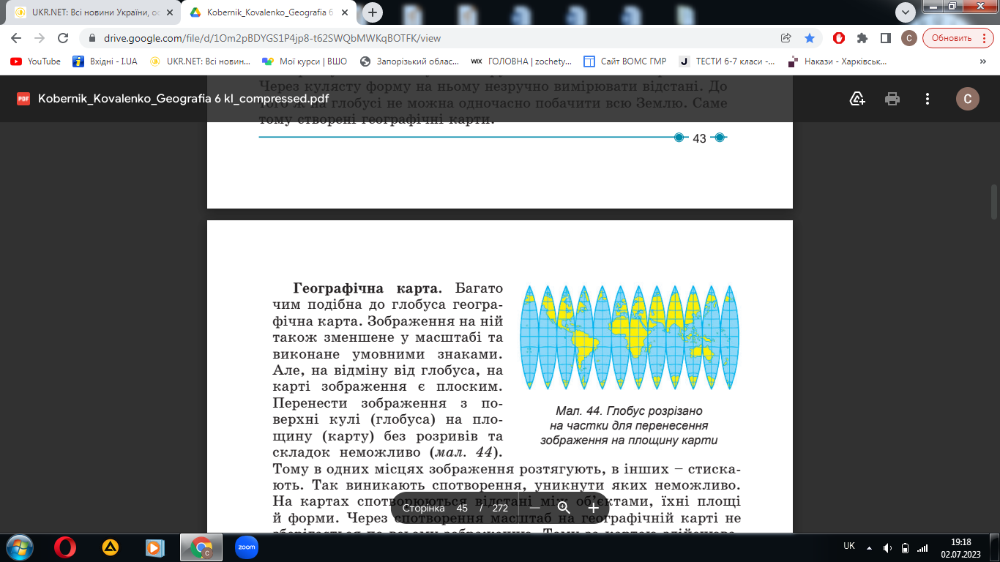 UKR.NET: Всі новини України, ос
Kobernik_Kovalenko_Geografia 6
drive.google.com/file/d/1Om2pBDYGS1P4jp8-t62SWQbMWKqBOTFK/view
C
Обновить
YouTube
Вхідні - I.UA
UKR.NET: Всі новин...
Мої курси | ВШО
Запорізький облас...
WIX ГОЛОВНА | zochety...
Сайт ВОМС ГМР
J ТЕСТИ 6-7 класи -...
Накази - Харківськ...
»
PDF Kobernik_Kovalenko_Geografia 6 kl_compressed.pdf
C
Через кулясту форму на ньому незручно вимірювати відстані. До
того ж на глобусі не можна одночасно побачити всю Землю. Саме
тому створені географічні карти.
43
Географічна карта. Багато
чим подібна до глобуса геогра-
фічна карта. Зображення на ній
також зменшене у масштабі та
виконане умовними знаками.
Але, на відміну від глобуса, на
карті зображення є плоским.
Перенести зображення з по-
верхні кулі (глобуса) на пло-
щину (карту) без розривів та
складок неможливо (мал. 44).
Мал. 44. Глобус розрізано
на частки для перенесення
зображення на площину карти
Тому в одних місцях зображення розтягують, в інших – стиска-
ють. Так виникають спотворення, уникнути яких неможливо.
На картах спотворюються відстані між об’єктами, їхні площі
й форми. Через спотворення масштаб на географічній карті не
Сторінка 45 / 272
zoom
C
UK
19:18
02.07.2023